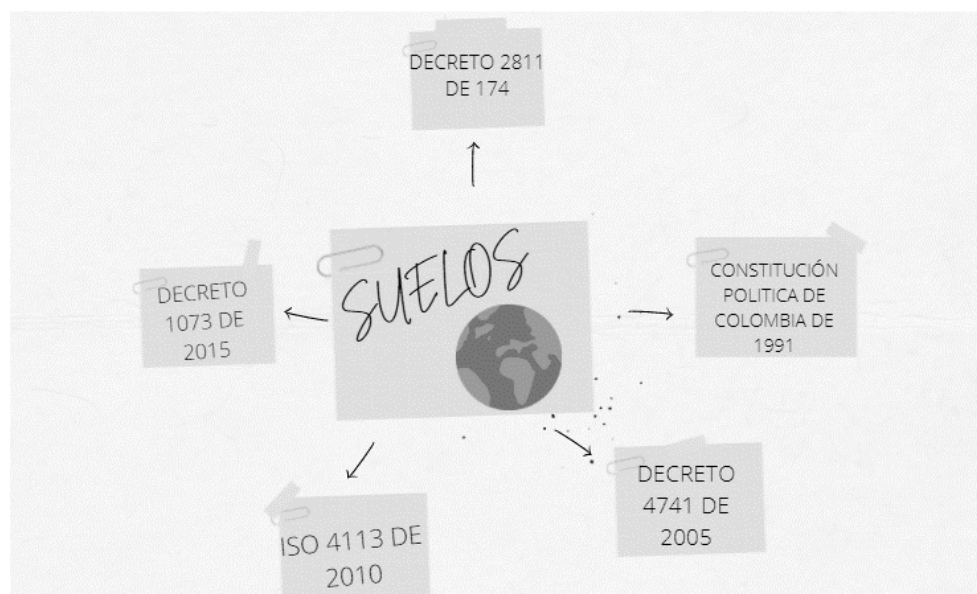 DECRETO 2811
DE 174
SUELOS
CONSTITUCIÓN
POLITICA DE
COLOMBIA DE
1991
DECRETO
1073 DE
2015
DECRETO
4741 DE
2005
ISO 4113 DE
2010